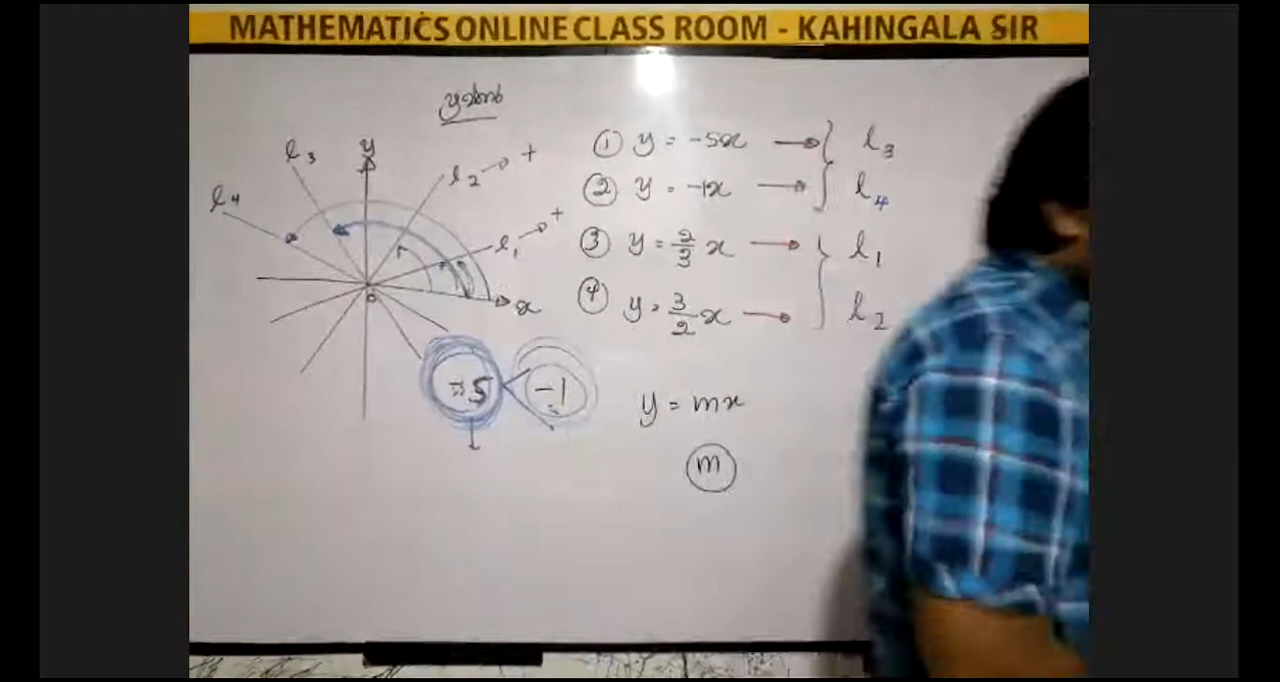 MATHEMATICS ONLINE CLASS ROOM - KAHINGALA SIR
l₄
l₃
y
l₂ → +
l₁ → +
x
o
① y = -5x → l₃
② y = -1x → l₄
③ y = 2/3 x → l₁
④ y = 3/2 x → l₂
-5 < -1
y = mx
m